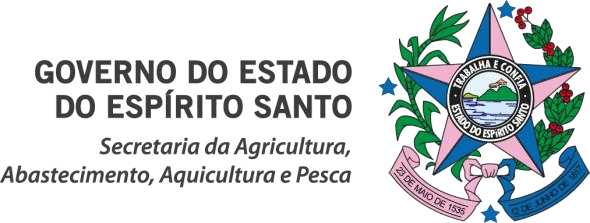 GOVERNO DO ESTADO
DO ESPÍRITO SANTO
Secretaria da Agricultura,
Abastecimento, Aquicultura e Pesca
TRABALHA E CONFIA
ESTADO DO ESPÍRITO SANTO
23 DE MAIO DE 1535
12 DE JUNHO DE 1817